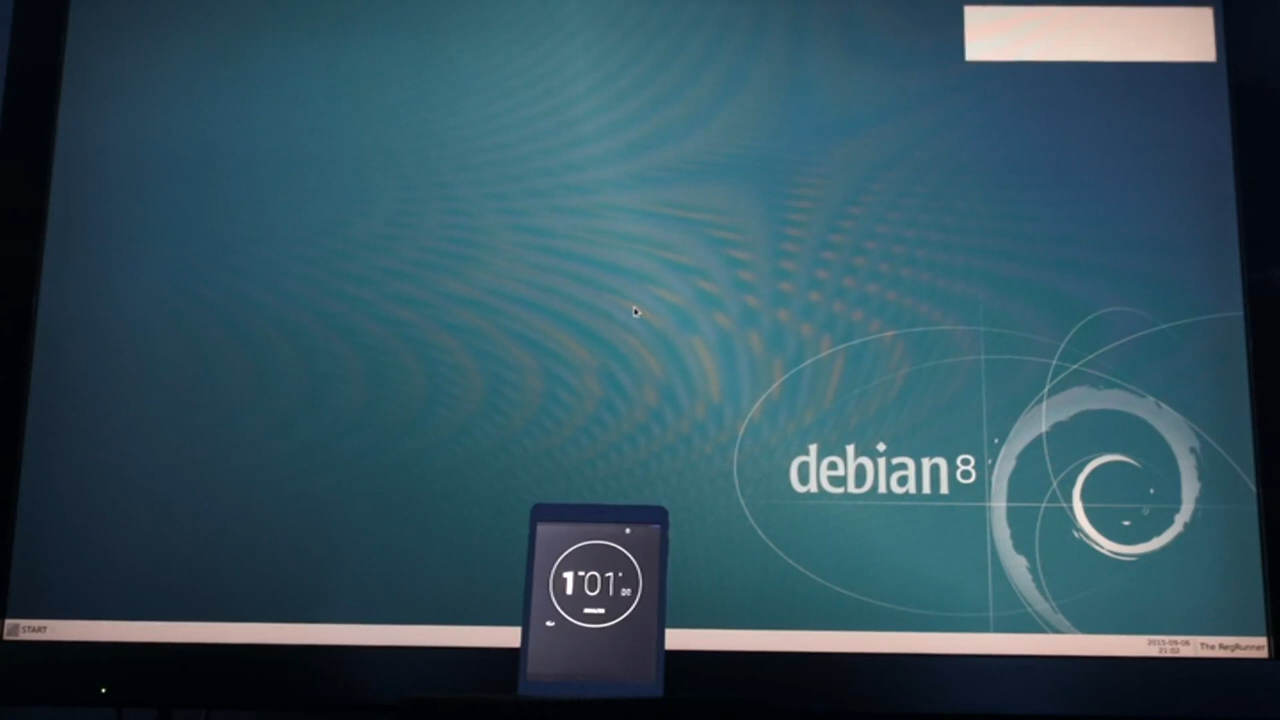 debian 8
1 01
START
2015-09-06
21:02
The RegRunner